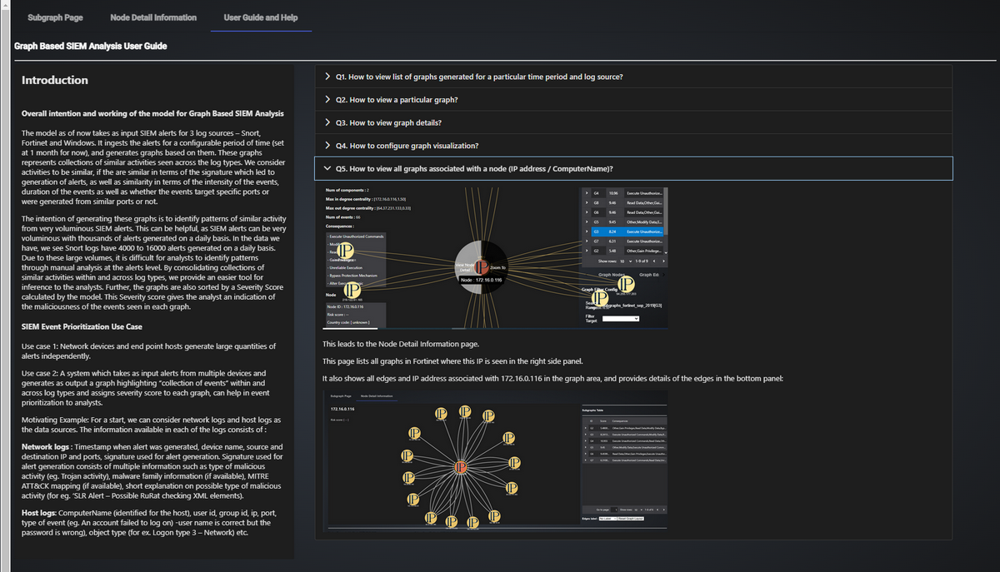 Subgraph Page
Node Detail Information
User Guide and Help
Graph Based SIEM Analysis User Guide
Introduction
Overall intention and working of the model for Graph Based SIEM Analysis
The model as of now takes as input SIEM alerts for 3 log sources – Snort,
Fortinet and Windows. It ingests the alerts for a configurable period of time (set
at 1 month for now), and generates graphs based on them. These graphs
represents collections of similar activities seen across the log types. We consider
activities to be similar, if the are similar in terms of the signature which led to
generation of alerts, as well as similarity in terms of the intensity of the events,
duration of the events as well as whether the events target specific ports or
were generated from similar ports or not.
The intention of generating these graphs is to identify patterns of similar activity
from very voluminous SIEM alerts. This can be helpful, as SIEM alerts can be very
voluminous with thousands of alerts generated on a daily basis. In the data we
have, we see Snort logs have 4000 to 16000 alerts generated on a daily basis.
Due to these large volumes, it is difficult for analysts to identify patterns
through manual analysis at the alerts level. By consolidating collections of
similar activities within and across log types, we provide an easier tool for
inference to the analysts. Further, the graphs are also sorted by a Severity Score
calculated by the model. This Severity score gives the analyst an indication of
the maliciousness of the events seen in each graph.
SIEM Event Prioritization Use Case
Use case 1: Network devices and end point hosts generate large quantities of
alerts independently.
Use case 2: A system which takes as input alerts from multiple devices and
generates as output a graph highlighting "collection of events" within and
across log types and assigns severity score to each graph, can help in event
prioritization to analysts.
Motivating Example: For a start, we can consider network logs and host logs as
the data sources. The information available in each of the logs consists of :
Network logs : Timestamp when alert was generated, device name, source and
destination IP and ports, signature used for alert generation. Signature used for
alert generation consists of multiple information such as type of malicious
activity (eg. Trojan activity), malware family information (if available), MITRE
ATT&CK mapping (if available), short explanation on possible type of malicious
activity (for eg. 'SLR Alert – Possible RuRat checking XML elements).
Host logs: ComputerName (identified for the host), user id, group id, ip, port,
type of event (eg. An account failed to log on) -user name is correct but the
password is wrong), object type (for ex. Logon type 3 – Network) etc.
Q1. How to view list of graphs generated for a particular time period and log source?
Q2. How to view a particular graph?
Q3. How to view graph details?
Q4. How to configure graph visualization?
Q5. How to view all graphs associated with a node (IP address / ComputerName)?
Num of components : 2
Max in degree centrality : [172.16.0.116,1.50]
Max out degree centrality : [64.37.231.133,0.33]
Num of events : 66
Consequences :
- Execute Unauthorized Commands
- Unreliable Execution
- Bypass Protection Mechanism
Node
Node ID : 172.16.0.116
Risk score : --
Country code: [ unknown ]
View Node
Detail
Zoom To
Node : 172.16.0.116
G4 10.96 Execute Unauthorize...
G8 9.46 Read Data,Other,Gai...
G6 9.46 Read Data,Other,Gai...
G5 9.45 Other,Modify Data,E...
G3 8.24 Execute Unauthorize...
G7 6.31 Execute Unauthorize...
G2 5.48 Other,Gain Privilege...
Show rows: 10 1-9 of 9
Graph Nodes
Graph Filter Config
Filter
Target:
This leads to the Node Detail Information page.
This page lists all graphs in Fortinet where this IP is seen in the right side panel.
It also shows all edges and IP address associated with 172.16.0.116 in the graph area, and provides details of the edges in the bottom panel:
Subgraph Page
Node Detail Information
172.16.0.116
Subgraphs Table
ID Score Consequences
Edges label: No Label Reset Graph Layout